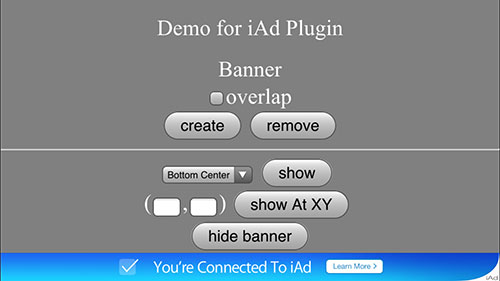 Demo for iAd Plugin
Banner
overlap
create remove
Bottom Center show
( , ) show At XY
hide banner
You're Connected To iAd Learn More >
iAd